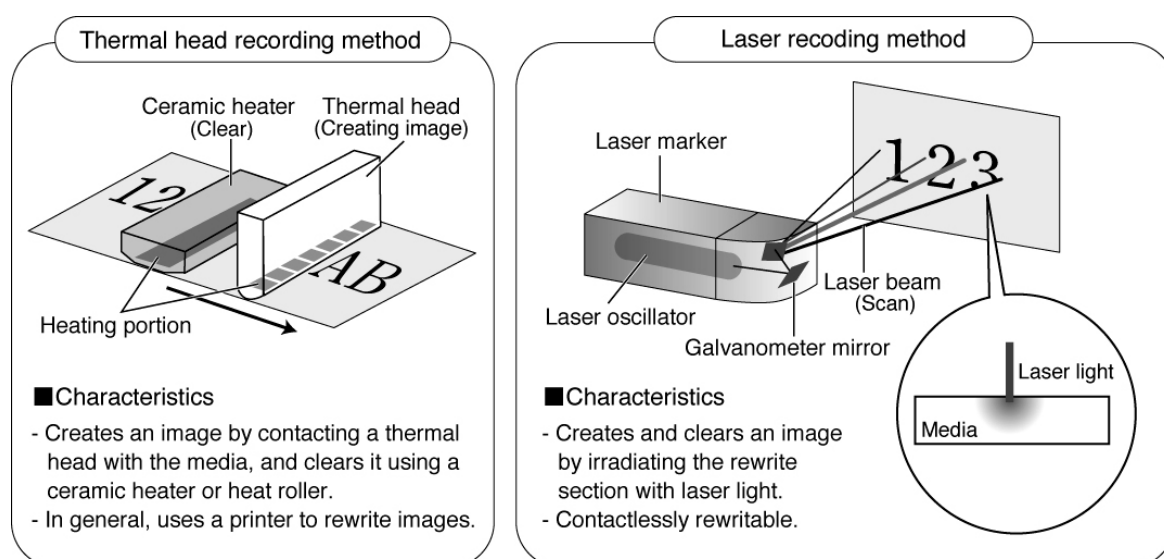 Thermal head recording method
Ceramic heater
(Clear)
Thermal head
(Creating image)
12
AB
Heating portion
■Characteristics
- Creates an image by contacting a thermal
head with the media, and clears it using a
ceramic heater or heat roller.
- In general, uses a printer to rewrite images.
Laser recoding method
Laser marker
123
Laser beam
(Scan)
Laser oscillator
Galvanometer mirror
Laser light
Media
■Characteristics
- Creates and clears an image
by irradiating the rewrite
section with laser light.
- Contactlessly rewritable.